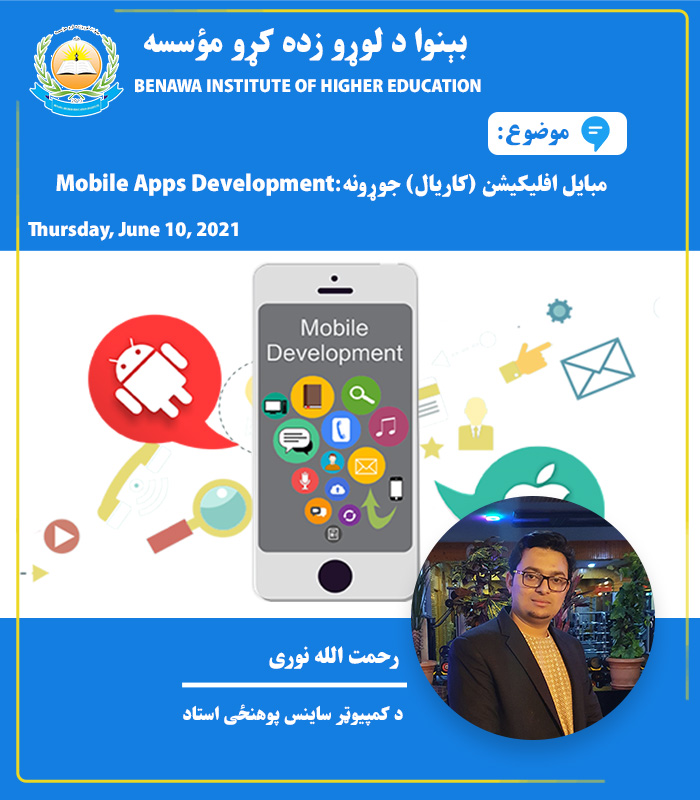 بېنوا د لوړو زده کړو مؤسسه
BENAWA INSTITUTE OF HIGHER EDUCATION
موضوع:
مبایل افلیکیشن (کاریال) جوړونه:Mobile Apps Development
Thursday, June 10, 2021
Mobile
Development
رحمت الله نوری
د کمپیوټر ساینس پوهنځی استاد